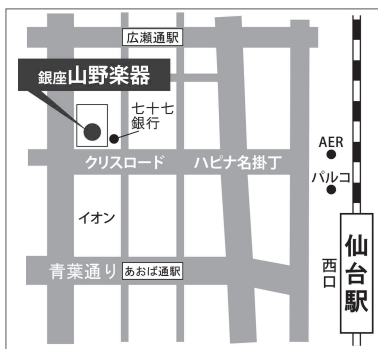 広瀬通駅
銀座山野楽器
七十七
銀行
AER
クリスロード
ハピナ名掛丁
パルコ
イオン
仙台駅
西口
青葉通り
あおば通駅